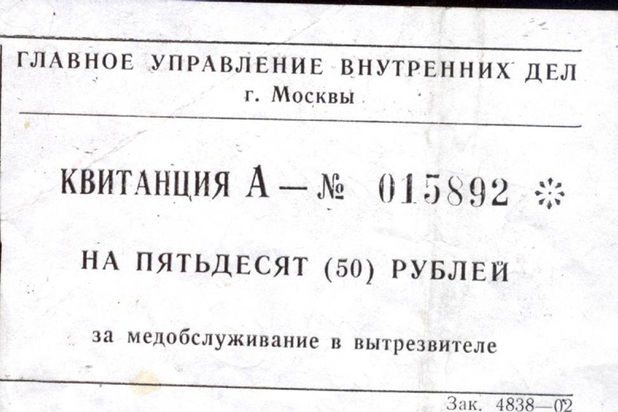 ГЛАВНОЕ УПРАВЛЕНИЕ ВНУТРЕННИХ ДЕЛ
г. Москвы
КВИТАНЦИЯ А — № 015892
НА ПЯТЬДЕСЯТ (50) РУБЛЕЙ
за медобслуживание в вытрезвителе
Зак. 4838—02